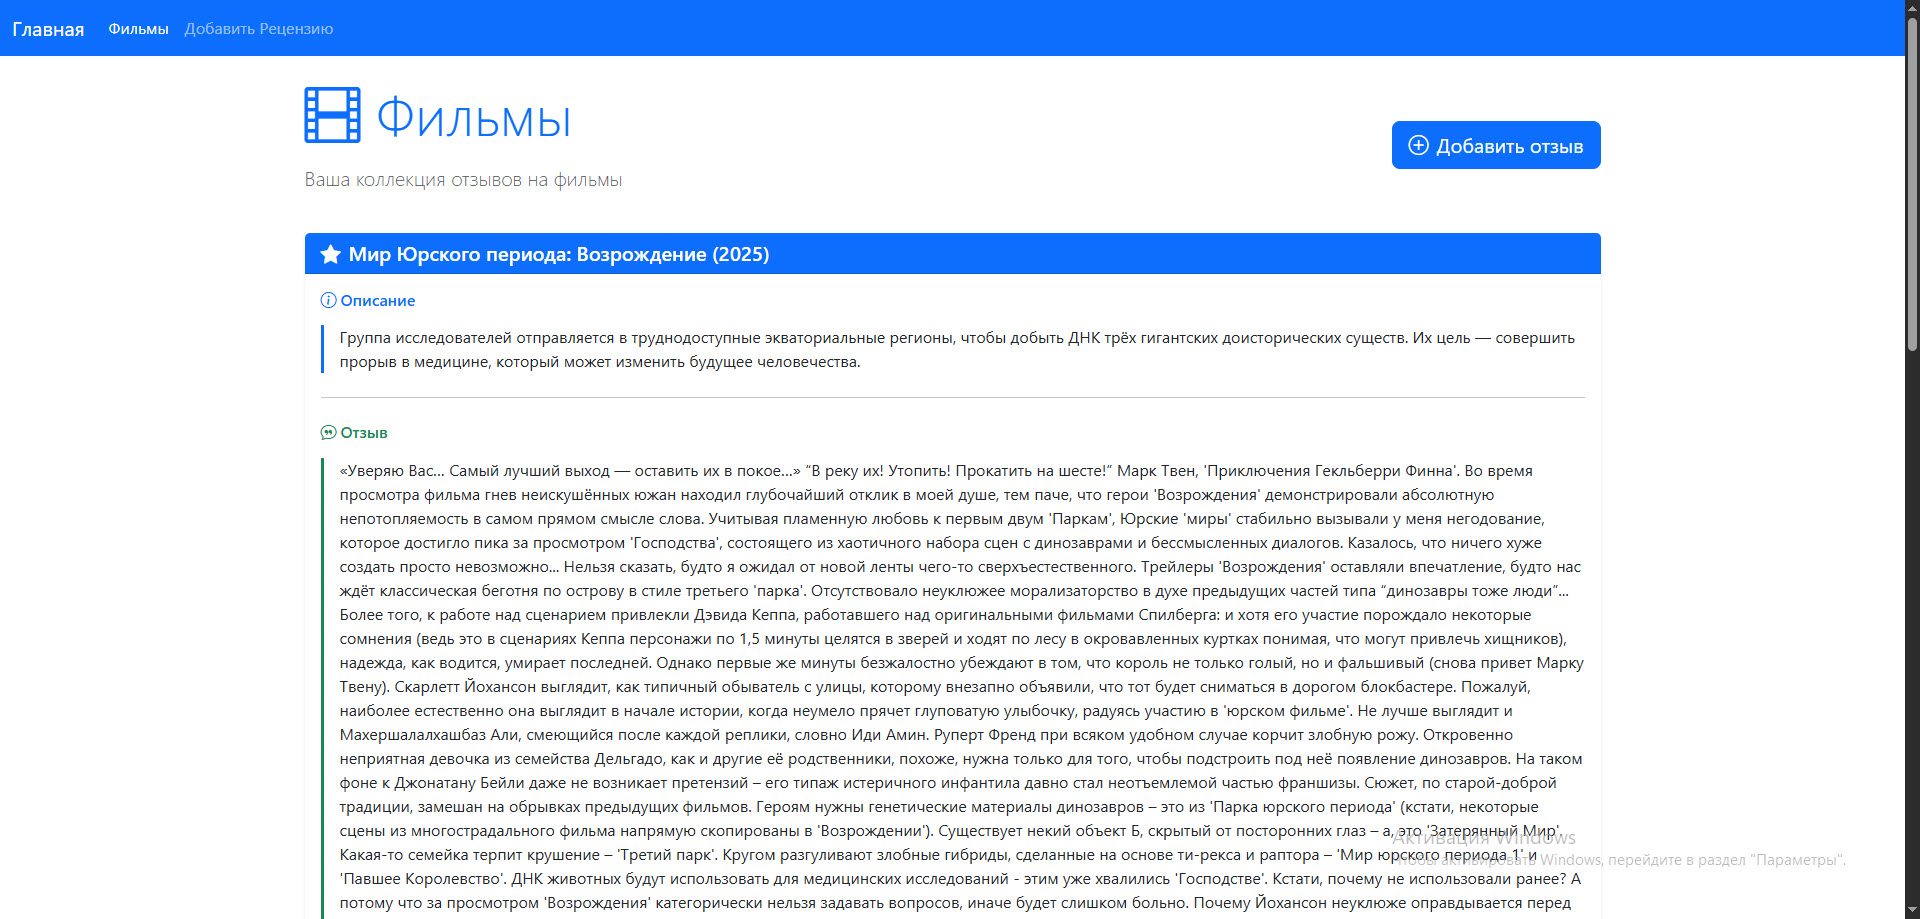 Главная Фильмы Добавить Рецензию
Фильмы
Добавить отзыв
Ваша коллекция отзывов на фильмы
Мир Юрского периода: Возрождение (2025)
Описание
Группа исследователей отправляется в труднодоступные экваториальные регионы, чтобы добыть ДНК трёх гигантских доисторических существ. Их цель — совершить
прорыв в медицине, который может изменить будущее человечества.
Отзыв
«Уверяю Вас... Самый лучший выход — оставить их в покое...» “В реку их! Утопить! Прокатить на шесте!” Марк Твен, 'Приключения Гекльберри Финна'. Во время
просмотра фильма гнев неискушённых южан находил глубочайший отклик в моей душе, тем паче, что герои 'Возрождения' демонстрировали абсолютную
непотопляемость в самом прямом смысле слова. Учитывая пламенную любовь к первым двум 'Паркам', Юрские 'миры' стабильно вызывали у меня негодование,
которое достигло пика за просмотром 'Господства', состоящего из хаотичного набора сцен с динозаврами и бессмысленных диалогов. Казалось, что ничего хуже
создать просто невозможно... Нельзя сказать, будто я ожидал от новой ленты чего-то сверхъестественного. Трейлеры 'Возрождения' оставляли впечатление, будто нас
ждёт классическая беготня по острову в стиле третьего 'парка'. Отсутствовало неуклюжее морализаторство в духе предыдущих частей типа “динозавры тоже люди”...
Более того, к работе над сценарием привлекли Дэвида Кеппа, работавшего над оригинальными фильмами Спилберга: и хотя его участие порождало некоторые
сомнения (ведь это в сценариях Кеппа персонажи по 1,5 минуты целятся в зверей и ходят по лесу в окровавленных куртках понимая, что могут привлечь хищников),
надежда, как водится, умирает последней. Однако первые же минуты безжалостно убеждают в том, что король не только голый, но и фальшивый (снова привет Марку
Твену). Скарлетт Йохансон выглядит, как типичный обыватель с улицы, которому внезапно объявили, что тот будет сниматься в дорогом блокбастере. Пожалуй,
наиболее естественно она выглядит в начале истории, когда неумело прячет глуповатую улыбочку, радуясь участию в 'юрском фильме'. Не лучше выглядит и
Махершалалхашбаз Али, смеющийся после каждой реплики, словно Иди Амин. Руперт Френд при всяком удобном случае корчит злобную рожу. Откровенно
неприятная девочка из семейства Дельгадо, как и другие её родственники, похоже, нужна только для того, чтобы подстроить под неё появление динозавров. На таком
фоне к Джонатану Бейли даже не возникает претензий – его типаж истеричного инфантила давно стал неотъемлемой частью франшизы. Сюжет, по старой-доброй
традиции, замешан на обрывках предыдущих фильмов. Героям нужны генетические материалы динозавров – это из 'Парка юрского периода' (кстати, некоторые
сцены из многострадального фильма напрямую скопированы в 'Возрождении'). Существует некий объект Б, скрытый от посторонних глаз – а, это 'Затерянный Мир'.
Какая-то семейка терпит крушение – 'Третий парк'. Кругом разгуливают злобные гибриды, сделанные на основе ти-рекса и раптора – 'Мир юрского периода 1' и
'Павшее Королевство'. ДНК животных будут использовать для медицинских исследований - этим уже хвалились 'Господстве'. Кстати, почему не использовали ранее? А
потому что за просмотром 'Возрождения' категорически нельзя задавать вопросов, иначе будет слишком больно. Почему Йохансон неуклюже оправдывается перед
Активация Windows
Чтобы активировать Windows, перейдите в раздел "Параметры".